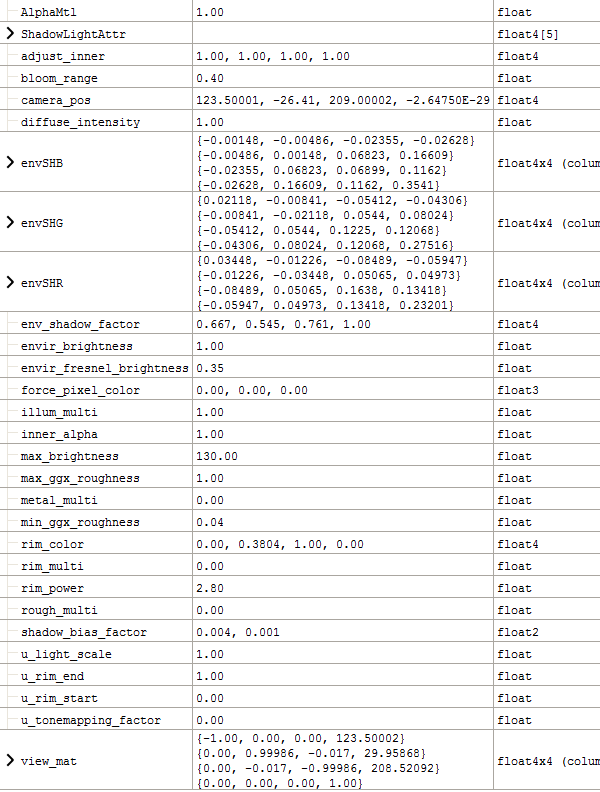 AlphaMtl 1.00 float
ShadowLightAttr float4[5]
adjust_inner 1.00, 1.00, 1.00, 1.00 float4
bloom_range 0.40 float
camera_pos 123.50001, -26.41, 209.00002, -2.64750E-29 float4
diffuse_intensity 1.00 float
{-0.00148, -0.00486, -0.02355, -0.02628}
{-0.00486, 0.00148, 0.06823, 0.16609}
envSHB float4x4 (colum
{-0.02355, 0.06823, 0.06899, 0.1162}
{-0.02628, 0.16609, 0.1162, 0.3541}
{0.02118, -0.00841, -0.05412, -0.04306}
{-0.00841, -0.02118, 0.0544, 0.08024}
envSHG float4x4 (colum
{-0.05412, 0.0544, 0.1225, 0.12068}
{-0.04306, 0.08024, 0.12068, 0.27516}
{0.03448, -0.01226, -0.08489, -0.05947}
{-0.01226, -0.03448, 0.05065, 0.04973}
envSHR float4x4 (colum
{-0.08489, 0.05065, 0.1638, 0.13418}
{-0.05947, 0.04973, 0.13418, 0.23201}
env_shadow_factor 0.667, 0.545, 0.761, 1.00 float4
envir_brightness 1.00 float
envir_fresnel_brightness 0.35 float
force_pixel_color 0.00, 0.00, 0.00 float3
illum_multi 1.00 float
inner_alpha 1.00 float
max_brightness 130.00 float
max_ggx_roughness 1.00 float
metal_multi 0.00 float
min_ggx_roughness 0.04 float
rim_color 0.00, 0.3804, 1.00, 0.00 float4
rim_multi 0.00 float
rim_power 2.80 float
rough_multi 0.00 float
shadow_bias_factor 0.004, 0.001 float2
u_light_scale 1.00 float
u_rim_end 1.00 float
u_rim_start 0.00 float
u_tonemapping_factor 0.00 float
{-1.00, 0.00, 0.00, 123.50002}
{0.00, 0.99986, -0.017, 29.95868}
view_mat float4x4 (colum
{0.00, -0.017, -0.99986, 208.52092}
{0.00, 0.00, 0.00, 1.00}